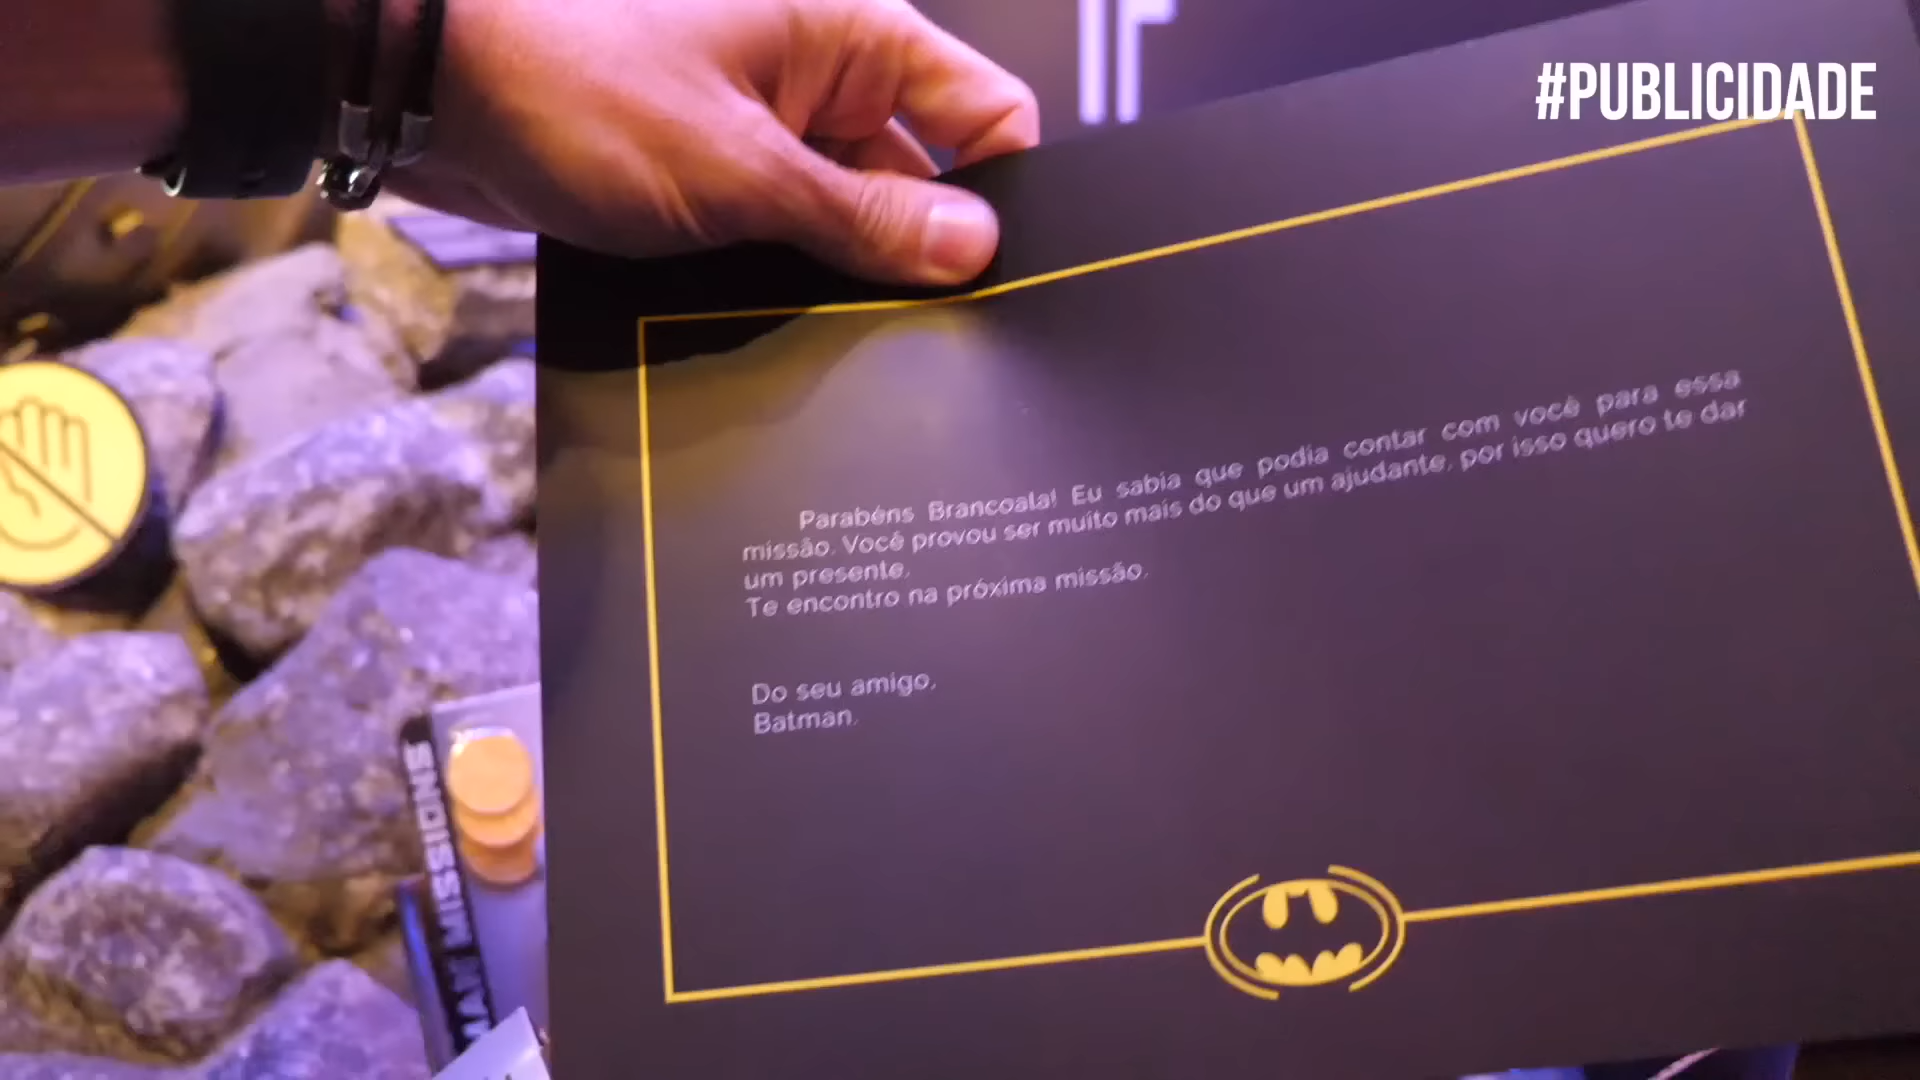 #PUBLICIDADE
Parabéns Brancoala! Eu sabia que podia contar com você para essa
missão. Você provou ser muito mais do que um ajudante, por isso quero te dar
um presente.
Te encontro na próxima missão.
Do seu amigo,
Batman.
MISSIONS